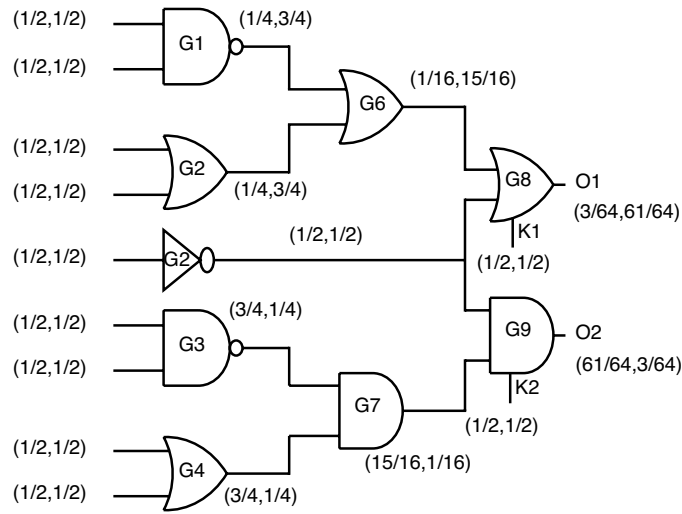 (1/2,1/2)
(1/4,3/4)
G1
(1/2,1/2)
(1/16,15/16)
G6
(1/2,1/2)
G2
(1/2,1/2)
(1/4,3/4)
G8
O1
(3/64,61/64)
K1
(1/2,1/2)
(1/2,1/2)
G2
(1/2,1/2)
(3/4,1/4)
(1/2,1/2)
G3
G9
O2
(1/2,1/2)
(61/64,3/64)
K2
G7
(1/2,1/2)
(1/2,1/2)
(15/16,1/16)
G4
(1/2,1/2)
(3/4,1/4)